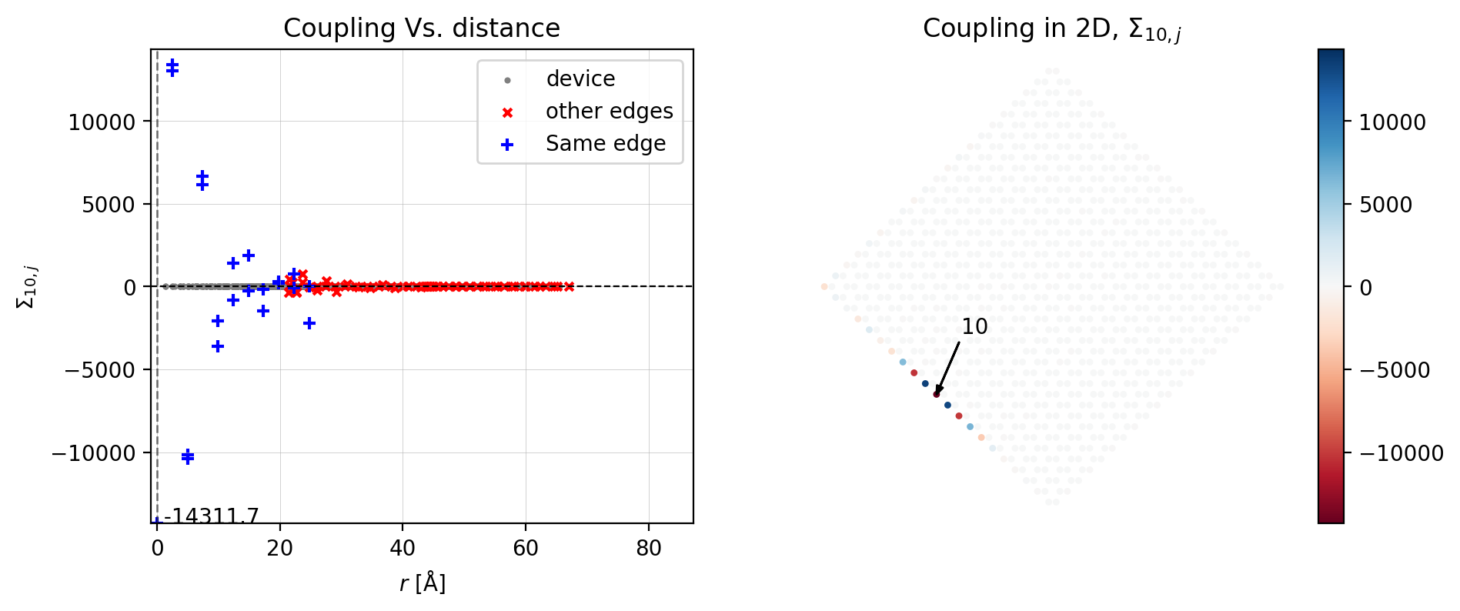 Coupling Vs. distance
10000
5000
0
−5000
−10000
Σ10,j
device
other edges
Same edge
-14311.7
0 20 40 60 80
r [Å]
Coupling in 2D, Σ10,j
10
10000
5000
0
−5000
−10000